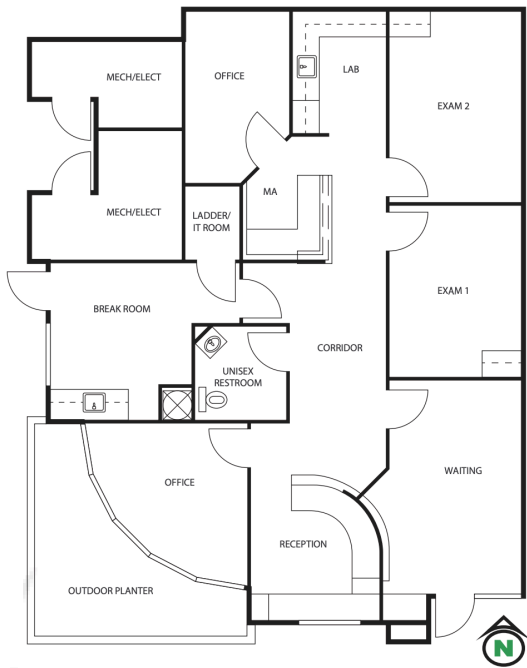 MECH/ELECT
OFFICE
LAB
EXAM 2
MA
MECH/ELECT
LADDER/
IT ROOM
BREAK ROOM
EXAM 1
CORRIDOR
UNISEX
RESTROOM
WAITING
OFFICE
RECEPTION
OUTDOOR PLANTER
N